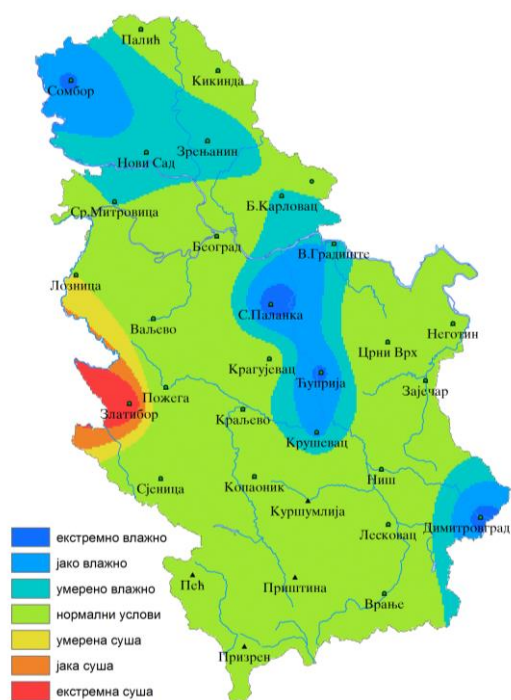 Палић
Кикинда
Сомбор
Зрењанин
Нови Сад
Б.Карловац
Ср.Митровица
Београд
В.Градиште
Лозница
С.Паланка
Ваљево
Неготин
Црни Врх
Крагујевац
Ћуприја
Зајечар
Пожега
Златибор
Краљево
Крушевац
Ниш
Копаоник
Сјеница
Куршумлија
Димитровград
Лесковац
екстремно влажно
јако влажно
умерено влажно
нормални услови
умерена суша
јака суша
екстремна суша
Пећ
Приштина
Врање
Призрен